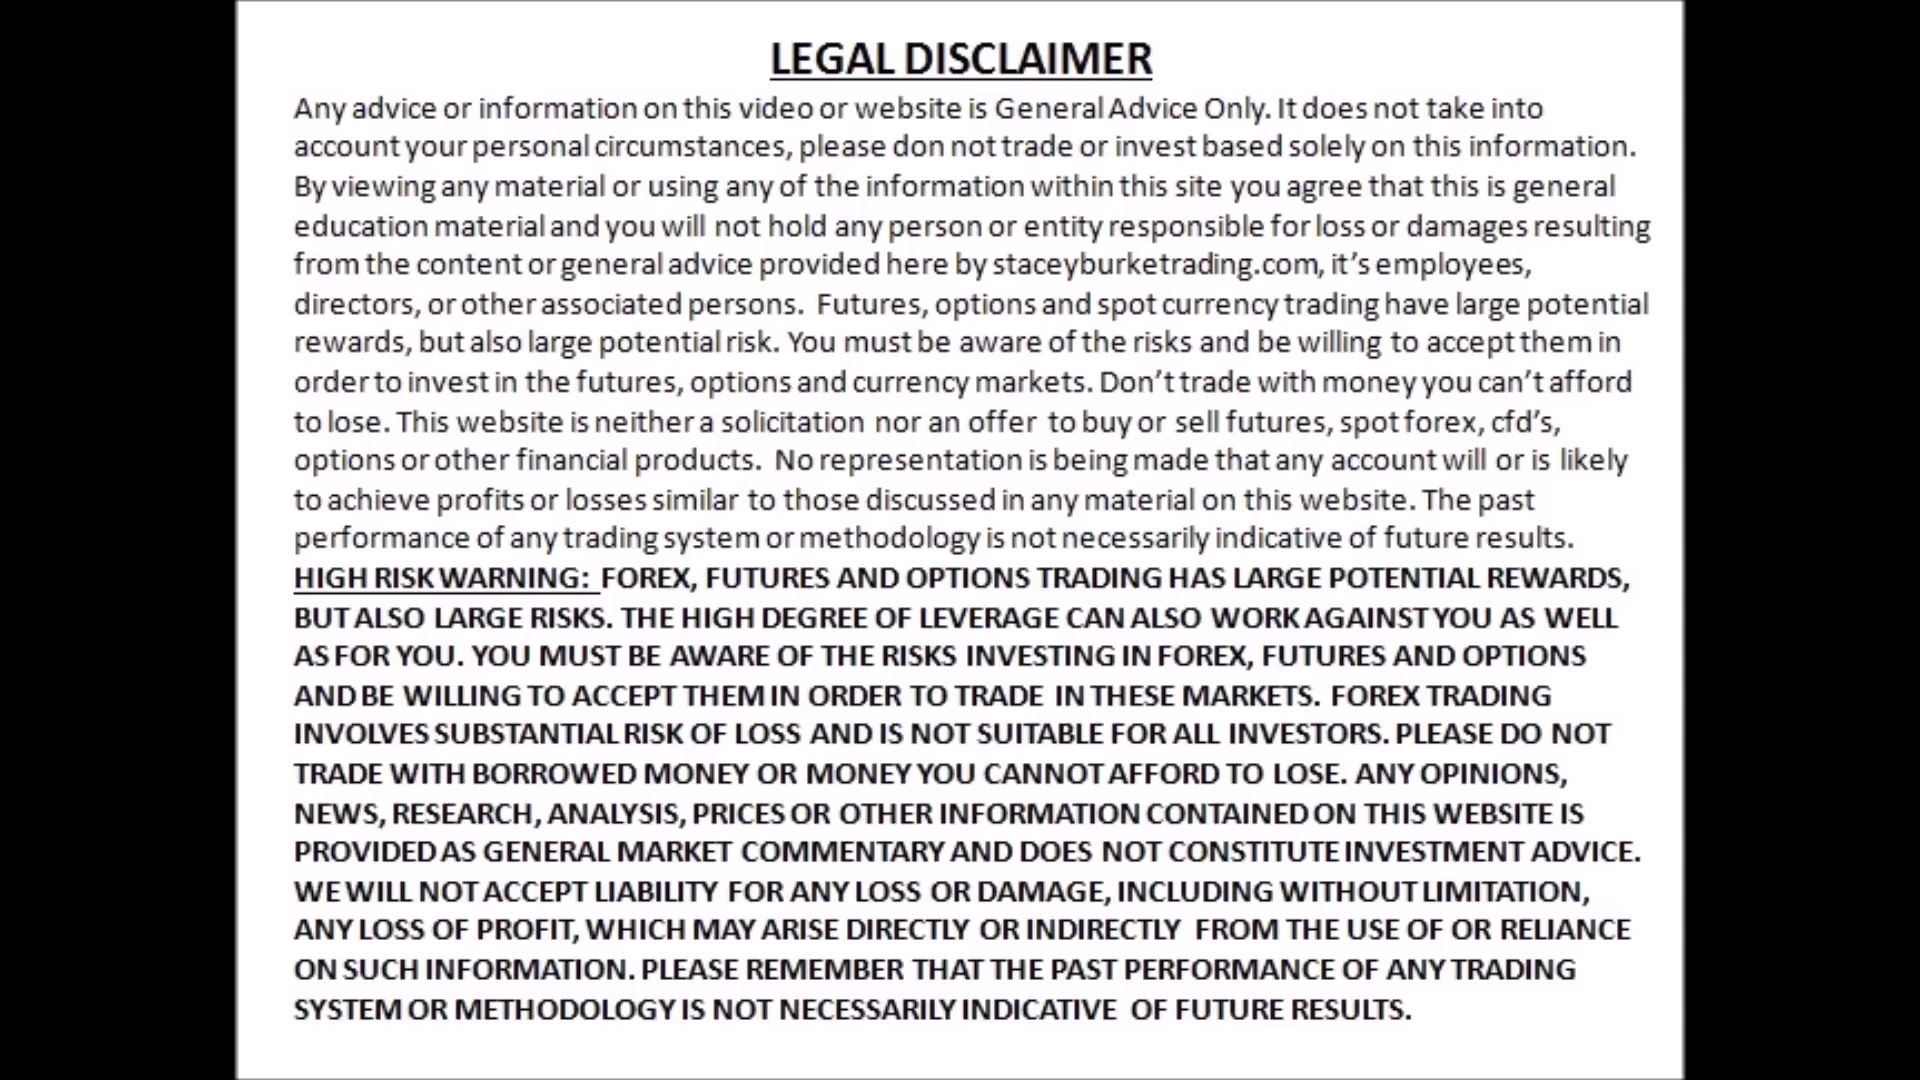 LEGAL DISCLAIMER
Any advice or information on this video or website is General Advice Only. It does not take into
account your personal circumstances, please don not trade or invest based solely on this information.
By viewing any material or using any of the information within this site you agree that this is general
education material and you will not hold any person or entity responsible for loss or damages resulting
from the content or general advice provided here by staceyburketrading.com, it’s employees,
directors, or other associated persons. Futures, options and spot currency trading have large potential
rewards, but also large potential risk. You must be aware of the risks and be willing to accept them in
order to invest in the futures, options and currency markets. Don’t trade with money you can’t afford
to lose. This website is neither a solicitation nor an offer to buy or sell futures, spot forex, cfd’s,
options or other financial products. No representation is being made that any account will or is likely
to achieve profits or losses similar to those discussed in any material on this website. The past
performance of any trading system or methodology is not necessarily indicative of future results.
HIGH RISK WARNING: FOREX, FUTURES AND OPTIONS TRADING HAS LARGE POTENTIAL REWARDS,
BUT ALSO LARGE RISKS. THE HIGH DEGREE OF LEVERAGE CAN ALSO WORK AGAINST YOU AS WELL
AS FOR YOU. YOU MUST BE AWARE OF THE RISKS INVESTING IN FOREX, FUTURES AND OPTIONS
AND BE WILLING TO ACCEPT THEM IN ORDER TO TRADE IN THESE MARKETS. FOREX TRADING
INVOLVES SUBSTANTIAL RISK OF LOSS AND IS NOT SUITABLE FOR ALL INVESTORS. PLEASE DO NOT
TRADE WITH BORROWED MONEY OR MONEY YOU CANNOT AFFORD TO LOSE. ANY OPINIONS,
NEWS, RESEARCH, ANALYSIS, PRICES OR OTHER INFORMATION CONTAINED ON THIS WEBSITE IS
PROVIDED AS GENERAL MARKET COMMENTARY AND DOES NOT CONSTITUTE INVESTMENT ADVICE.
WE WILL NOT ACCEPT LIABILITY FOR ANY LOSS OR DAMAGE, INCLUDING WITHOUT LIMITATION,
ANY LOSS OF PROFIT, WHICH MAY ARISE DIRECTLY OR INDIRECTLY FROM THE USE OF OR RELIANCE
ON SUCH INFORMATION. PLEASE REMEMBER THAT THE PAST PERFORMANCE OF ANY TRADING
SYSTEM OR METHODOLOGY IS NOT NECESSARILY INDICATIVE OF FUTURE RESULTS.